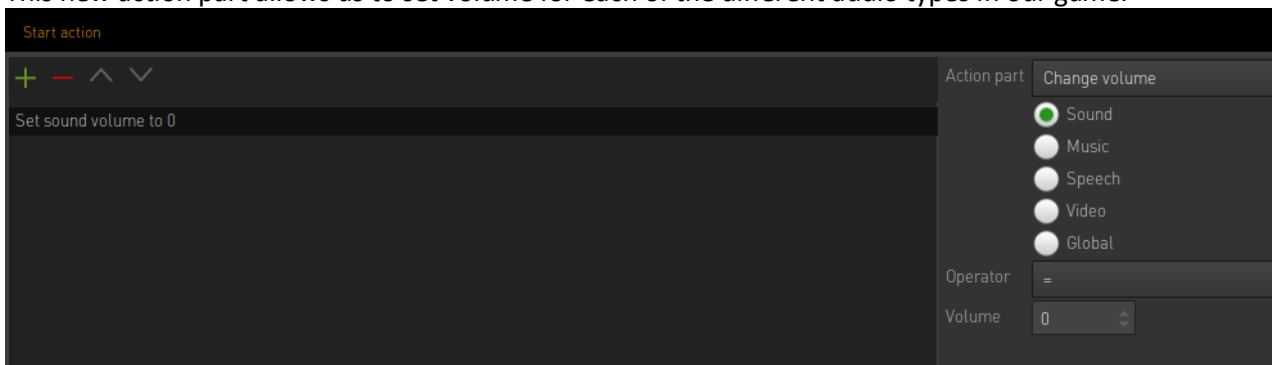 This new action part allows as to set volume for each of the different audio types in our game.
Start action
Action part Change volume
Set sound volume to 0
Sound
Music
Speech
Video
Global
Operator =
Volume 0